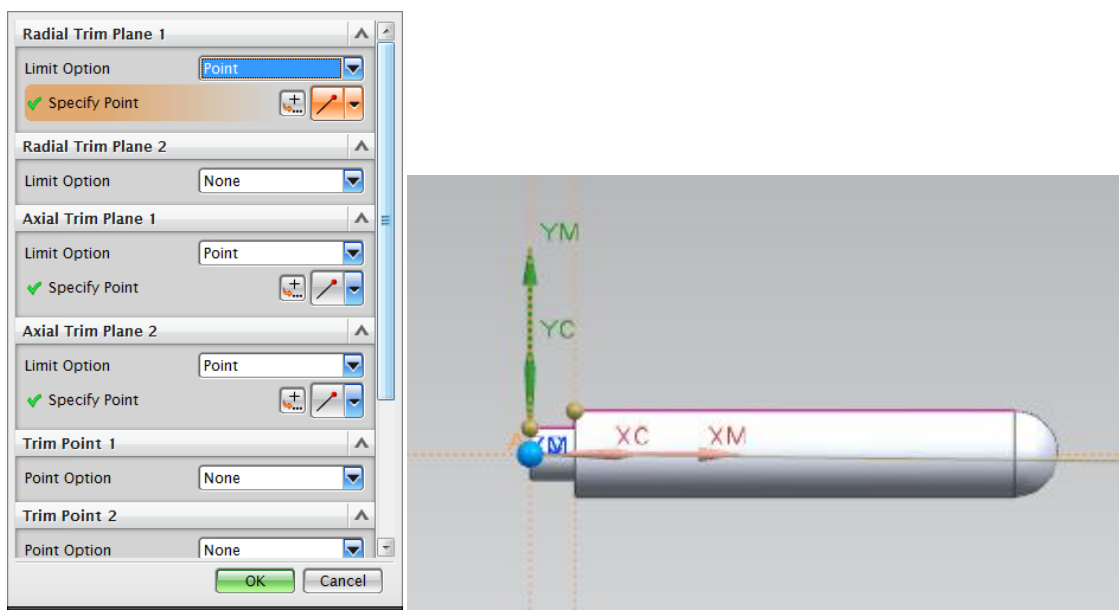 Radial Trim Plane 1
Limit Option Point
Specify Point
Radial Trim Plane 2
Limit Option None
Axial Trim Plane 1
Limit Option Point
Specify Point
Axial Trim Plane 2
Limit Option Point
Specify Point
Trim Point 1
Point Option None
Trim Point 2
Point Option None
OK Cancel
YM
YC
XC XM